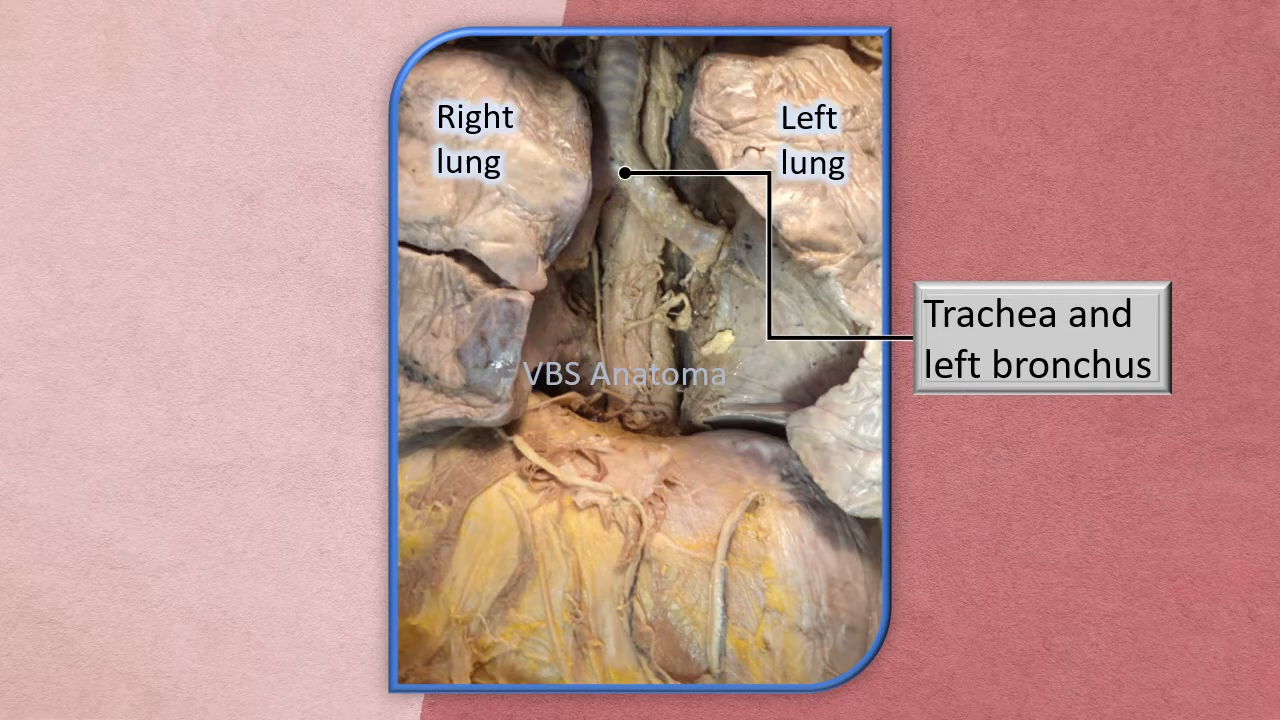 Right
lung
Left
lung
Trachea and
left bronchus
VBS Anatoma